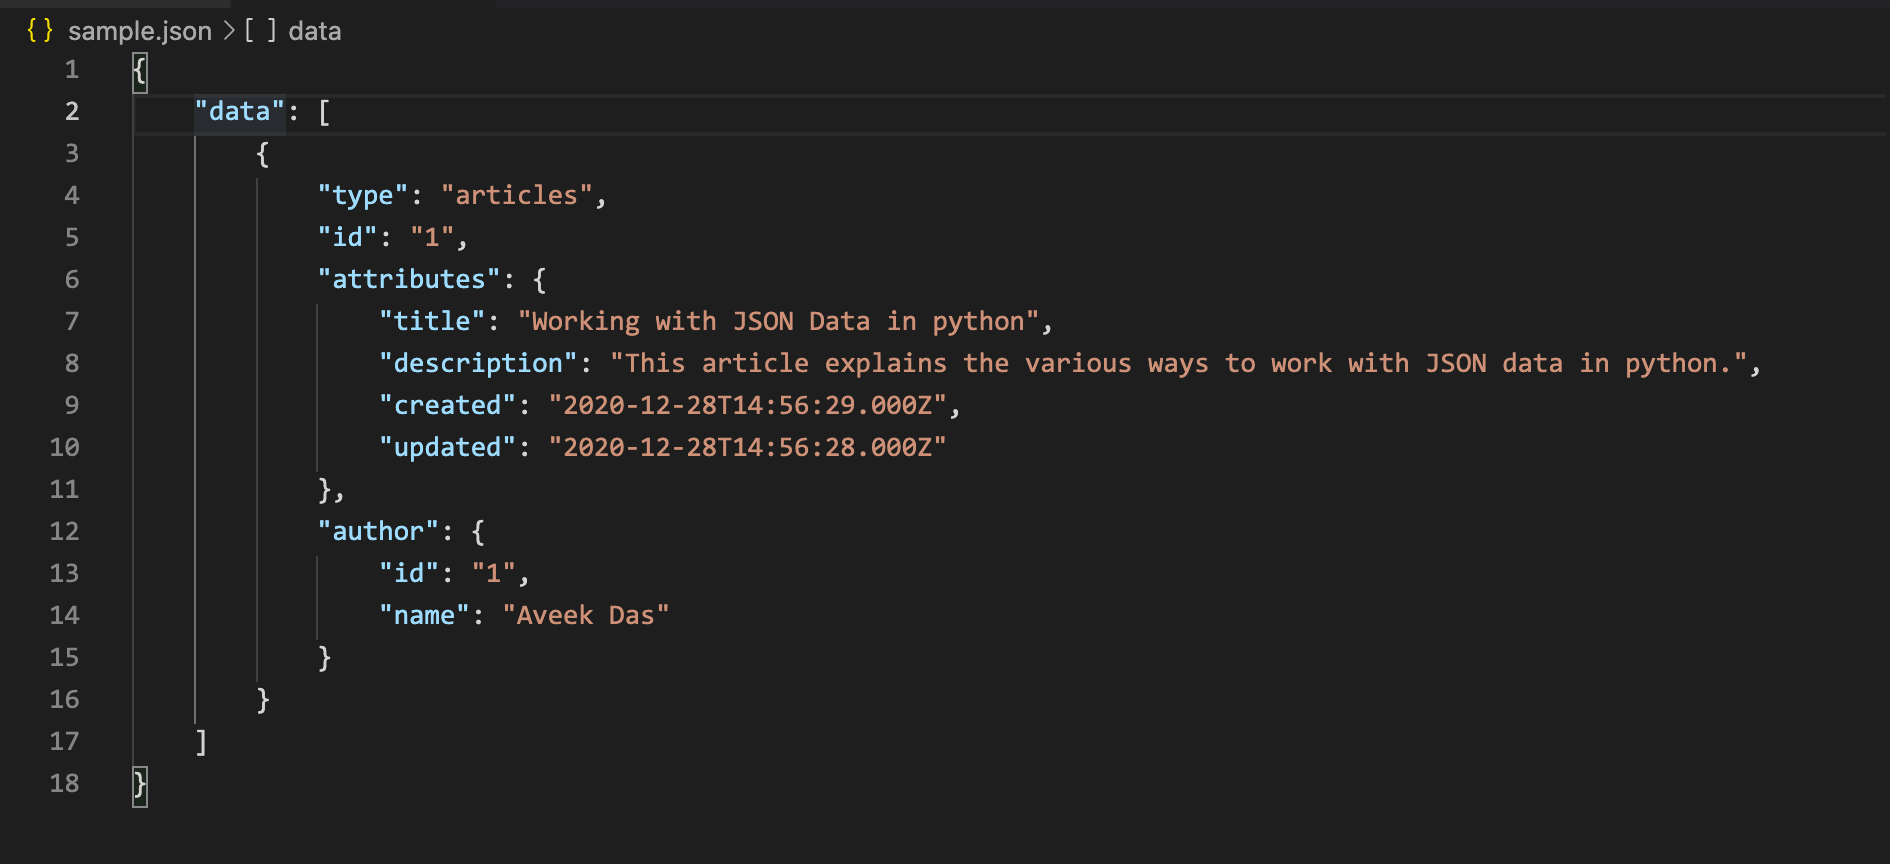 {} sample.json > [ ] data
1 {
2     "data": [
3         {
4             "type": "articles",
5             "id": "1",
6             "attributes": {
7                 "title": "Working with JSON Data in python",
8                 "description": "This article explains the various ways to work with JSON data in python.",
9                 "created": "2020-12-28T14:56:29.000Z",
10                 "updated": "2020-12-28T14:56:28.000Z"
11             },
12             "author": {
13                 "id": "1",
14                 "name": "Aveek Das"
15             }
16         }
17     ]
18 }